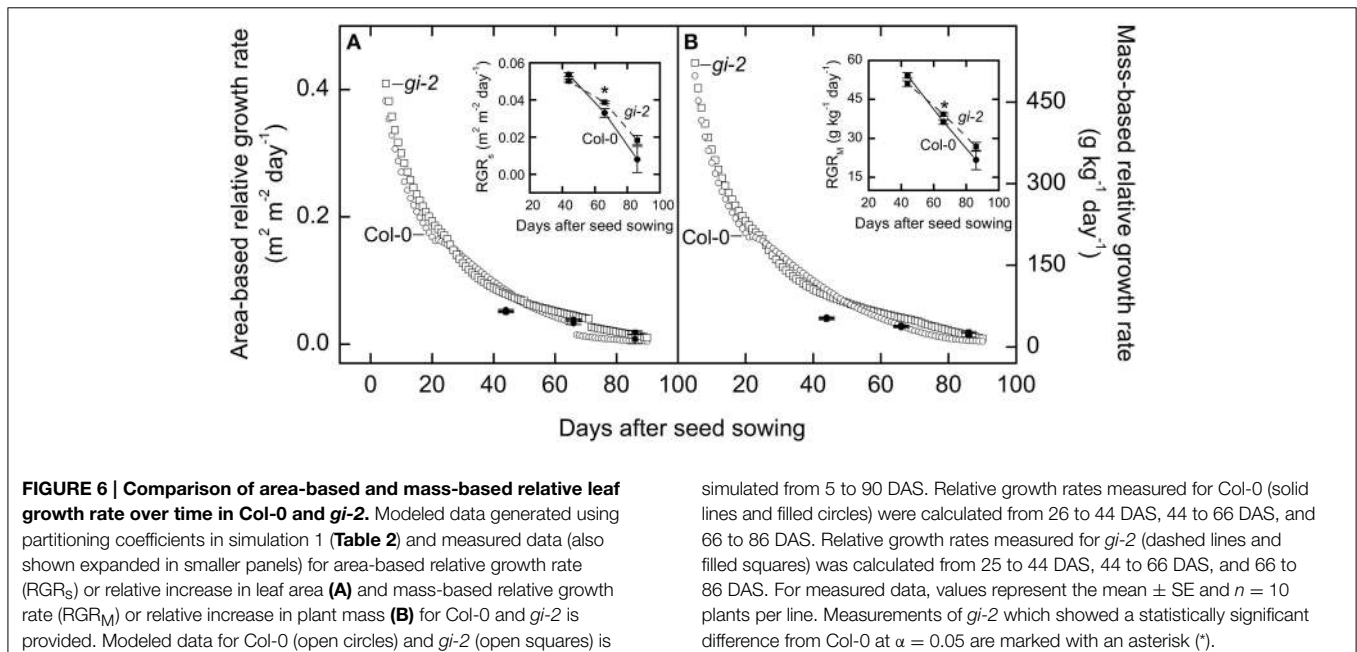 A
B
Area-based relative growth rate
(m² m⁻² day⁻¹)
0.4
0.2
0.0
gi-2
Col-0
RGRₛ (m² m⁻² day⁻¹)
0.06
0.04
0.02
0.00
*
gi-2
Col-0
20 40 60 80 100
Days after seed sowing
gi-2
Col-0
RGR_M (g kg⁻¹ day⁻¹)
60
45
30
15
*
gi-2
Col-0
20 40 60 80 100
Days after seed sowing
450
300
150
0
Mass-based relative growth rate
(g kg⁻¹ day⁻¹)
0 20 40 60 80 100 20 40 60 80 100
Days after seed sowing
FIGURE 6 | Comparison of area-based and mass-based relative leaf
growth rate over time in Col-0 and gi-2. Modeled data generated using
partitioning coefficients in simulation 1 (Table 2) and measured data (also
shown expanded in smaller panels) for area-based relative growth rate
(RGRₛ) or relative increase in leaf area (A) and mass-based relative growth
rate (RGR_M) or relative increase in plant mass (B) for Col-0 and gi-2 is
provided. Modeled data for Col-0 (open circles) and gi-2 (open squares) is
simulated from 5 to 90 DAS. Relative growth rates measured for Col-0 (solid
lines and filled circles) were calculated from 26 to 44 DAS, 44 to 66 DAS, and
66 to 86 DAS. Relative growth rates measured for gi-2 (dashed lines and
filled squares) was calculated from 25 to 44 DAS, 44 to 66 DAS, and 66 to
86 DAS. For measured data, values represent the mean ± SE and n = 10
plants per line. Measurements of gi-2 which showed a statistically significant
difference from Col-0 at α = 0.05 are marked with an asterisk (*).